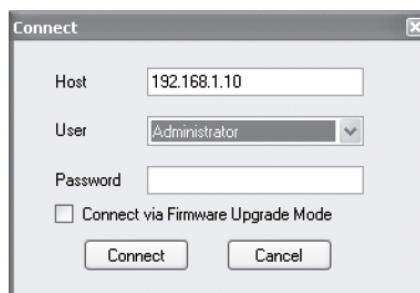 Connect
Host 192.168.1.10
User Administrator
Password
Connect via Firmware Upgrade Mode
Connect Cancel